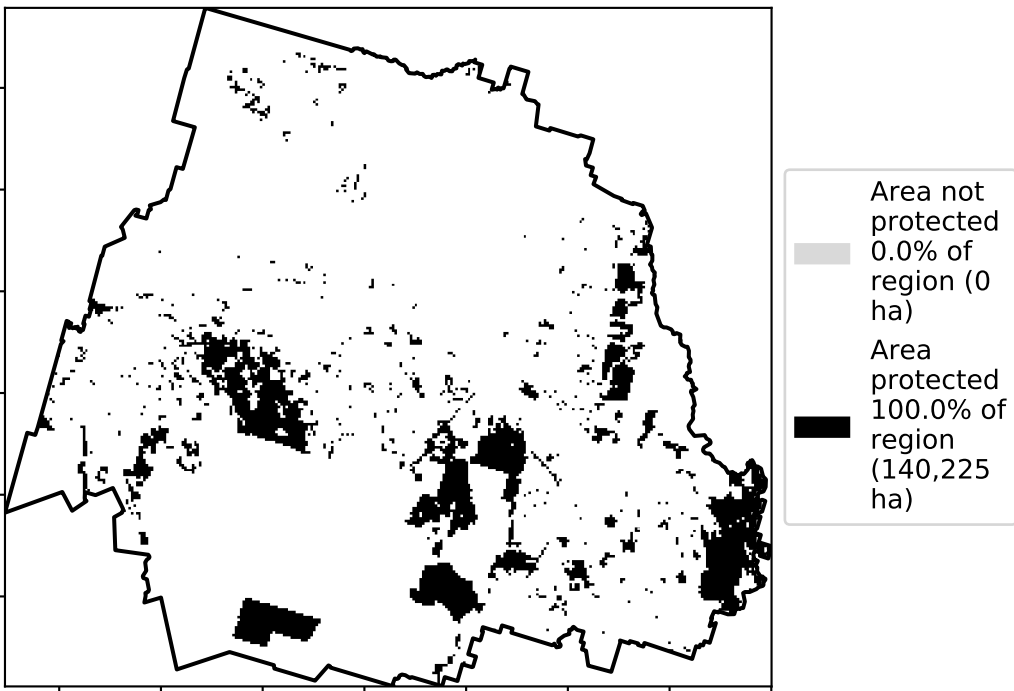 Area not
protected
0.0% of
region (0
ha)
Area
protected
100.0% of
region
(140,225
ha)